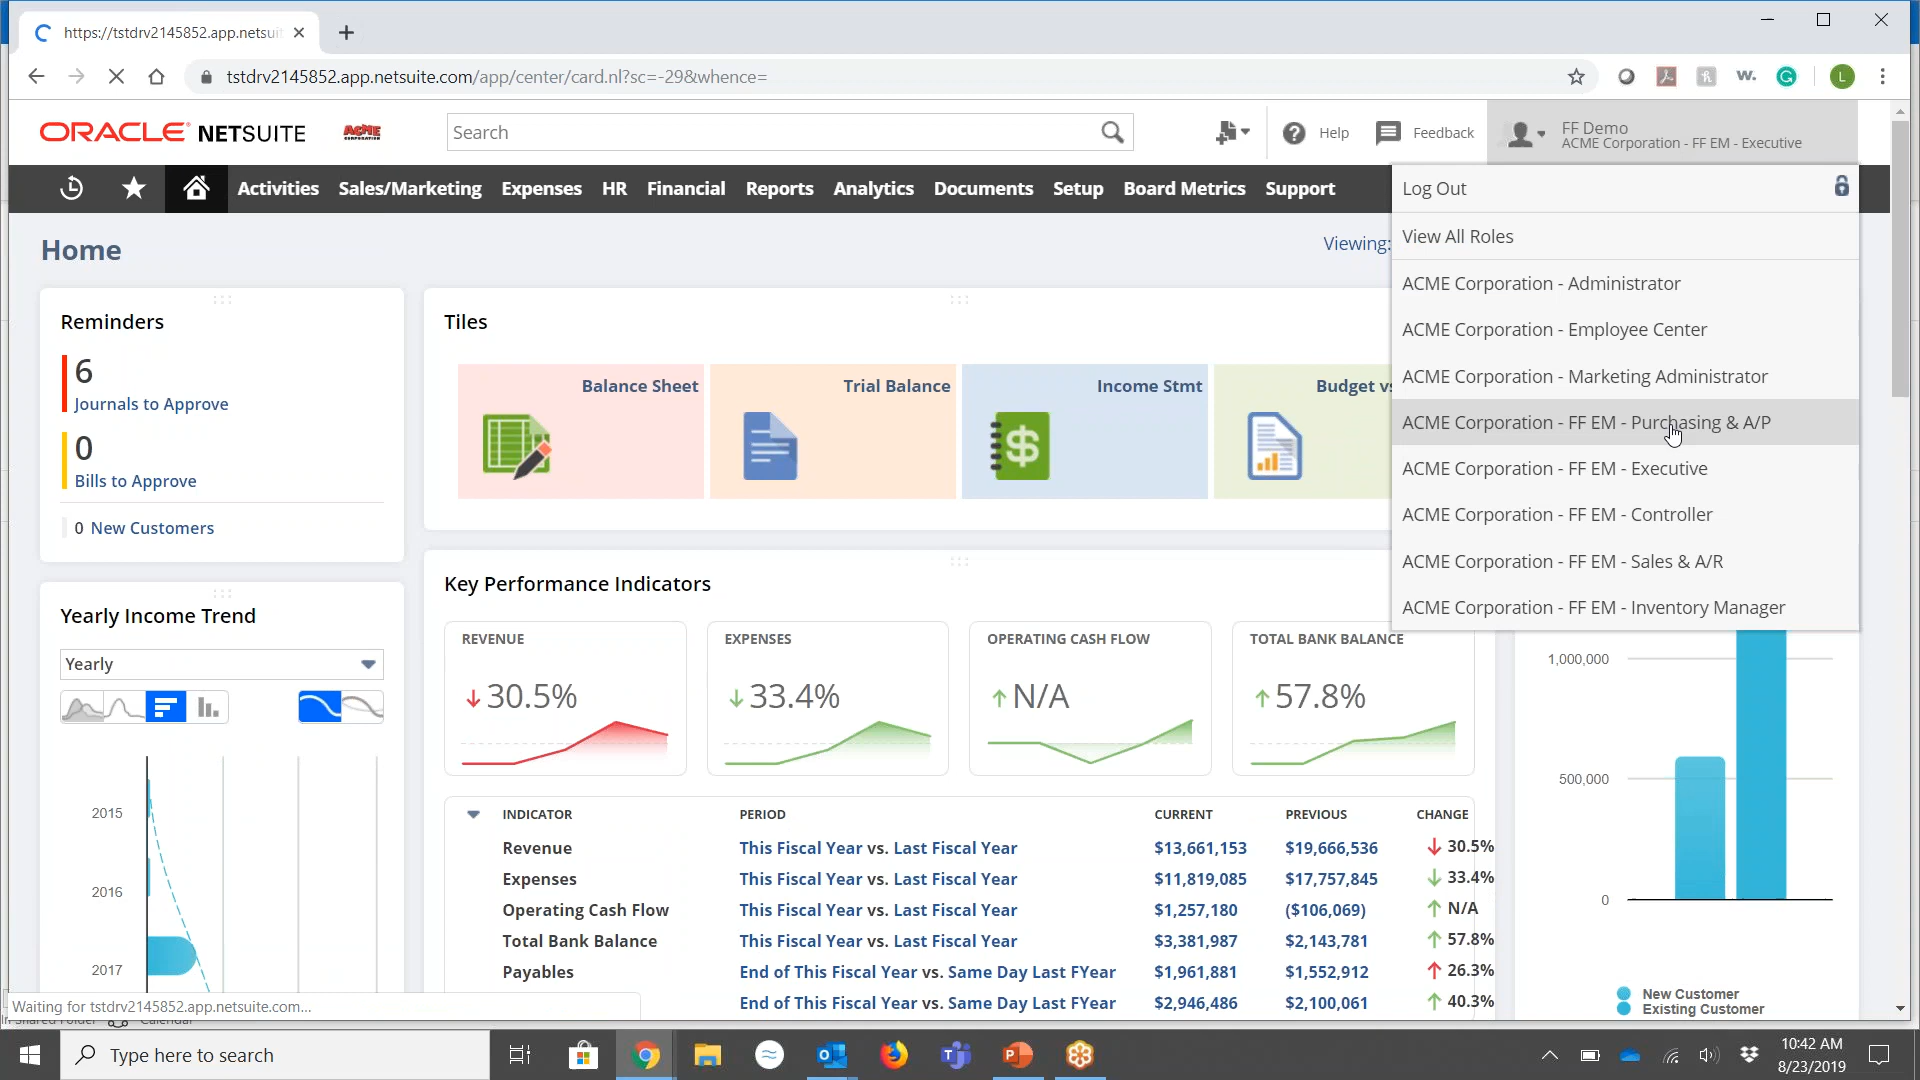 https://tstdrv2145852.app.netsui
tstdrv2145852.app.netsuite.com/app/center/card.nl?sc=-29&whence=
L
ORACLE NETSUITE
ACME
CORPORATION
Search
Help
Feedback
FF Demo
ACME Corporation - FF EM - Executive
Activities
Sales/Marketing
Expenses
HR
Financial
Reports
Analytics
Documents
Setup
Board Metrics
Support
Log Out
View All Roles
ACME Corporation - Administrator
ACME Corporation - Employee Center
ACME Corporation - Marketing Administrator
ACME Corporation - FF EM - Purchasing & A/P
ACME Corporation - FF EM - Executive
ACME Corporation - FF EM - Controller
ACME Corporation - FF EM - Sales & A/R
ACME Corporation - FF EM - Inventory Manager
Home
Viewing:
Reminders
6
Journals to Approve
0
Bills to Approve
0 New Customers
Tiles
Balance Sheet
Trial Balance
Income Stmt
Budget vs
Yearly Income Trend
Yearly
2015
2016
2017
Key Performance Indicators
REVENUE
30.5%
EXPENSES
33.4%
OPERATING CASH FLOW
N/A
TOTAL BANK BALANCE
57.8%
INDICATOR PERIOD CURRENT PREVIOUS CHANGE
Revenue This Fiscal Year vs. Last Fiscal Year $13,661,153 $19,666,536 30.5%
Expenses This Fiscal Year vs. Last Fiscal Year $11,819,085 $17,757,845 33.4%
Operating Cash Flow This Fiscal Year vs. Last Fiscal Year $1,257,180 ($106,069) N/A
Total Bank Balance This Fiscal Year vs. Last Fiscal Year $3,381,987 $2,143,781 57.8%
Payables End of This Fiscal Year vs. Same Day Last FYear $1,961,881 $1,552,912 26.3%
End of This Fiscal Year vs. Same Day Last FYear $2,946,486 $2,100,061 40.3%
1,000,000
500,000
0
New Customer
Existing Customer
Waiting for tstdrv2145852.app.netsuite.com...
Type here to search
10:42 AM
8/23/2019